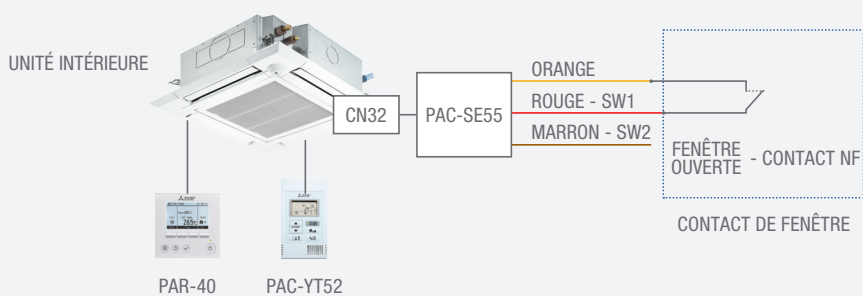 UNITÉ INTÉRIEURE
CN32
PAC-SE55
ORANGE
ROUGE - SW1
MARRON - SW2
FENÊTRE
OUVERTE - CONTACT NF
CONTACT DE FENÊTRE
PAR-40
PAC-YT52